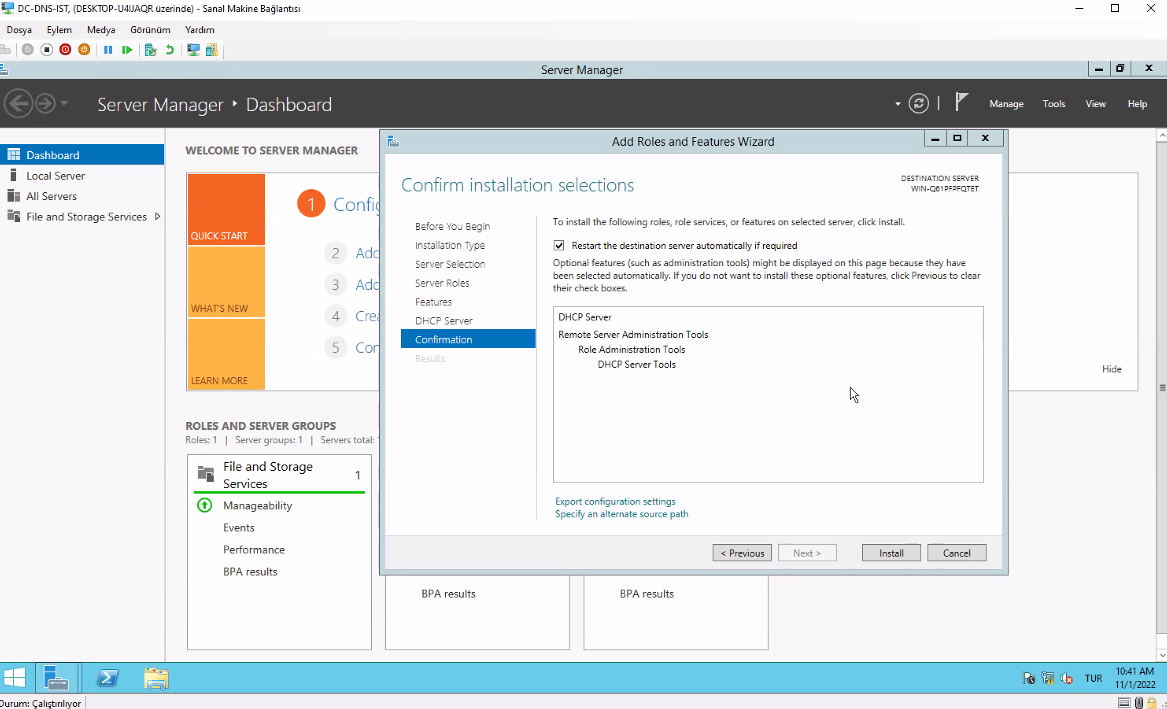 DC-DNS-IST, (DESKTOP-U4IJAQR üzerinde) - Sanal Makine Bağlantısı
Dosya Eylem Medya Görünüm Yardım
Server Manager
Server Manager ‣ Dashboard
Manage Tools View Help
Dashboard
Local Server
All Servers
File and Storage Services
WELCOME TO SERVER MANAGER
QUICK START
WHAT'S NEW
LEARN MORE
1
2 Add
3 Add
4
5
Hide
ROLES AND SERVER GROUPS
Roles: 1 | Server groups: 1 | Servers total:
File and Storage
Services
1
Manageability
Events
Performance
BPA results
BPA results
BPA results
Add Roles and Features Wizard
Confirm installation selections
DESTINATION SERVER
WIN-Q61PFPFQTET
Before You Begin
Installation Type
Server Selection
Server Roles
Features
DHCP Server
Confirmation
Results
To install the following roles, role services, or features on selected server, click Install.
Restart the destination server automatically if required
Optional features (such as administration tools) might be displayed on this page because they have
been selected automatically. If you do not want to install these optional features, click Previous to clear
their check boxes.
DHCP Server
Remote Server Administration Tools
Role Administration Tools
DHCP Server Tools
Export configuration settings
Specify an alternate source path
< Previous Next > Install Cancel
TUR
10:41 AM
11/1/2022
Durum: Çalıştırılıyor